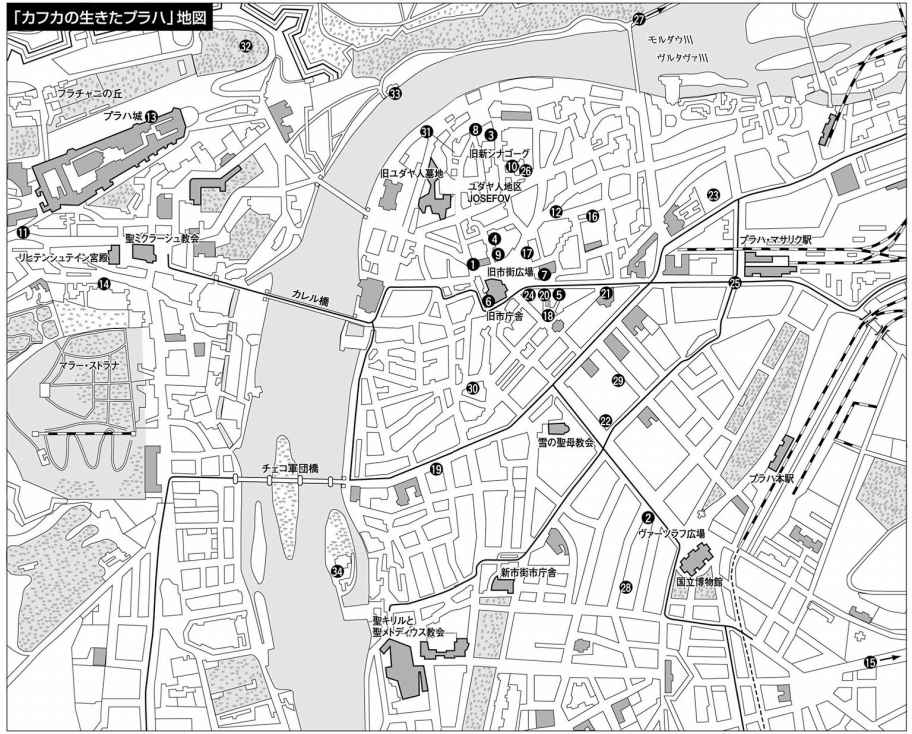 「カフカの生きたプラハ」地図
27
モルダウ川
ヴルタヴァ川
32
フラチャニの丘
33
プラハ城
13
31
8
3
旧新シナゴーグ
10
26
旧ユダヤ人墓地
ユダヤ人地区
JOSEFOV
23
12
16
11
聖ミクラーシュ教会
4
プラハ・マサリク駅
リヒテンシュテイン宮殿
9
17
1
旧市街広場
7
14
25
カレル橋
6
24
20
5
21
旧市庁舎
18
マラー・ストラナ
29
30
22
雪の聖母教会
チェコ軍団橋
19
プラハ本駅
2
ヴァーツラフ広場
新市街市庁舎
34
国立博物館
28
聖キリルと
聖メトディウス教会
15